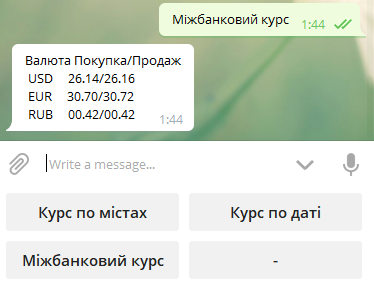 Міжбанковий курс 1:44
Валюта Покупка/Продаж
USD 26.14/26.16
EUR 30.70/30.72
RUB 00.42/00.42
1:44
Write a message...
Курс по містах
Курс по даті
Міжбанковий курс
-